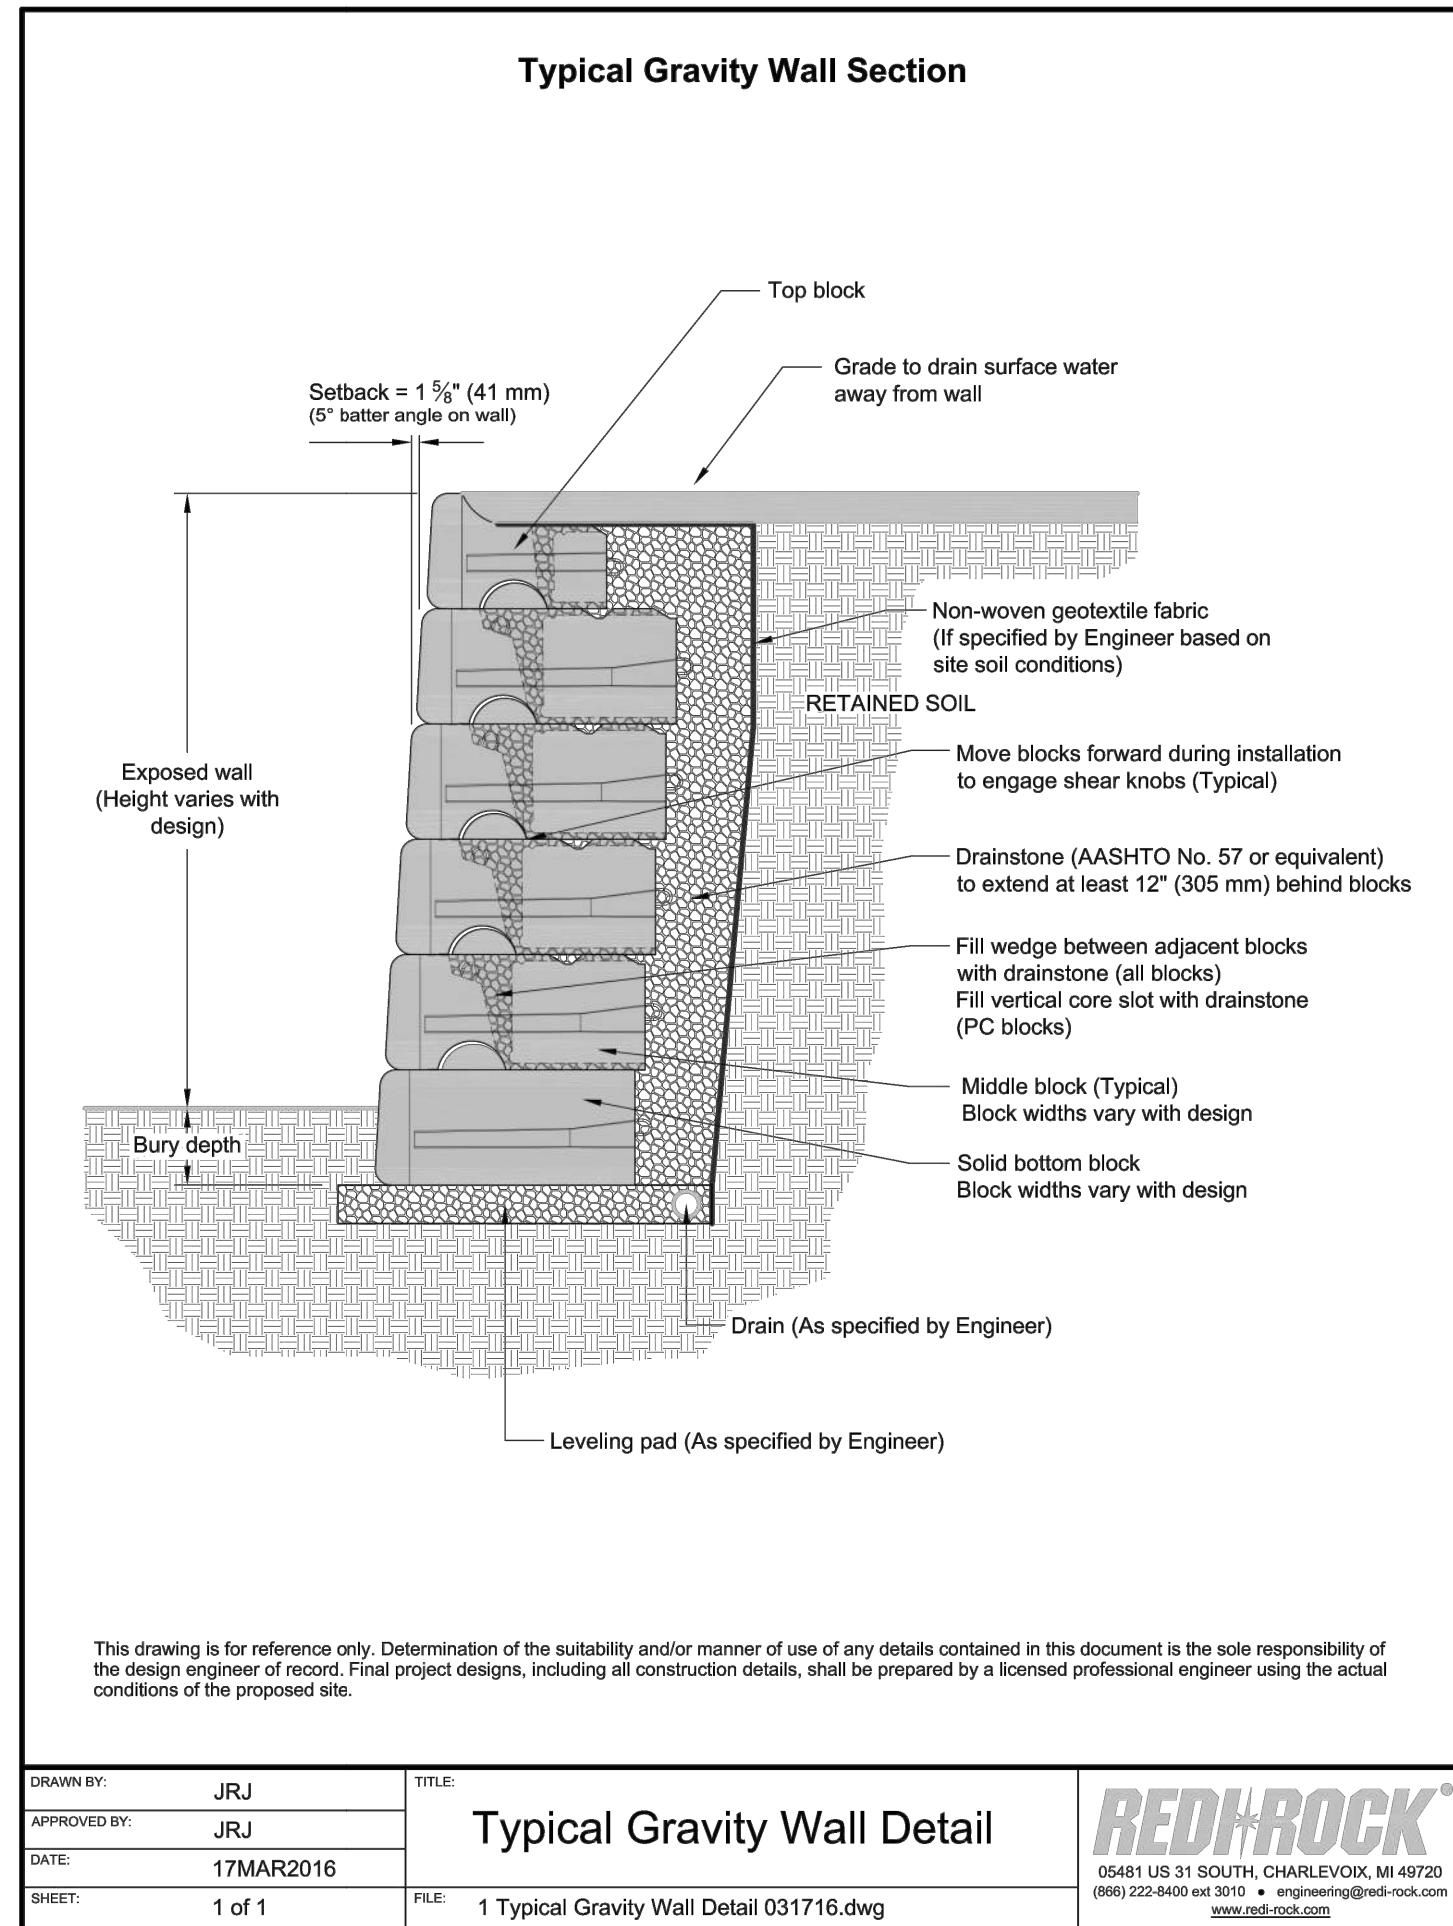 Typical Gravity Wall Section
Top block
Grade to drain surface water
away from wall
Setback = 1 ⅝" (41 mm)
(5° batter angle on wall)
Non-woven geotextile fabric
(If specified by Engineer based on
site soil conditions)
RETAINED SOIL
Move blocks forward during installation
to engage shear knobs (Typical)
Exposed wall
(Height varies with
design)
Drainstone (AASHTO No. 57 or equivalent)
to extend at least 12" (305 mm) behind blocks
Fill wedge between adjacent blocks
with drainstone (all blocks)
Fill vertical core slot with drainstone
(PC blocks)
Middle block (Typical)
Block widths vary with design
Bury depth
Solid bottom block
Block widths vary with design
Drain (As specified by Engineer)
Leveling pad (As specified by Engineer)
This drawing is for reference only. Determination of the suitability and/or manner of use of any details contained in this document is the sole responsibility of
the design engineer of record. Final project designs, including all construction details, shall be prepared by a licensed professional engineer using the actual
conditions of the proposed site.
DRAWN BY: JRJ
APPROVED BY: JRJ
DATE: 17MAR2016
SHEET: 1 of 1
TITLE:
Typical Gravity Wall Detail
FILE: 1 Typical Gravity Wall Detail 031716.dwg
REDI-ROCK®
05481 US 31 SOUTH, CHARLEVOIX, MI 49720
(866) 222-8400 ext 3010 • engineering@redi-rock.com
www.redi-rock.com